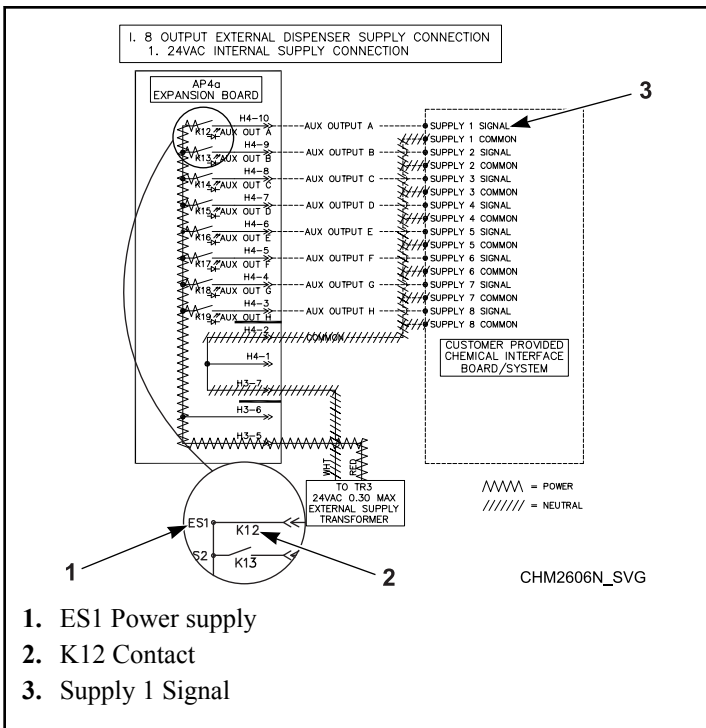 I. 8 OUTPUT EXTERNAL DISPENSER SUPPLY CONNECTION
1. 24VAC INTERNAL SUPPLY CONNECTION
AP4a
EXPANSION BOARD
3
H4-10
K12 AUX OUT A
AUX OUTPUT A
SUPPLY 1 SIGNAL
SUPPLY 1 COMMON
H4-9
K13 AUX OUT B
AUX OUTPUT B
SUPPLY 2 SIGNAL
SUPPLY 2 COMMON
H4-8
K14 AUX OUT C
AUX OUTPUT C
SUPPLY 3 SIGNAL
SUPPLY 3 COMMON
H4-7
K15 AUX OUT D
AUX OUTPUT D
SUPPLY 4 SIGNAL
SUPPLY 4 COMMON
H4-6
K16 AUX OUT E
AUX OUTPUT E
SUPPLY 5 SIGNAL
SUPPLY 5 COMMON
H4-5
K17 AUX OUT F
AUX OUTPUT F
SUPPLY 6 SIGNAL
SUPPLY 6 COMMON
H4-4
K18 AUX OUT G
AUX OUTPUT G
SUPPLY 7 SIGNAL
SUPPLY 7 COMMON
H4-3
K19 AUX OUT H
AUX OUTPUT H
SUPPLY 8 SIGNAL
SUPPLY 8 COMMON
H4-2
COMMON
H4-1
H3-7
H3-6
H3-5
CUSTOMER PROVIDED
CHEMICAL INTERFACE
BOARD/SYSTEM
WHT
RED
TO TR3
24VAC 0.30 MAX
EXTERNAL SUPPLY
TRANSFORMER
= POWER
= NEUTRAL
ES1
K12
S2
K13
1
2
CHM2606N_SVG
1. ES1 Power supply
2. K12 Contact
3. Supply 1 Signal